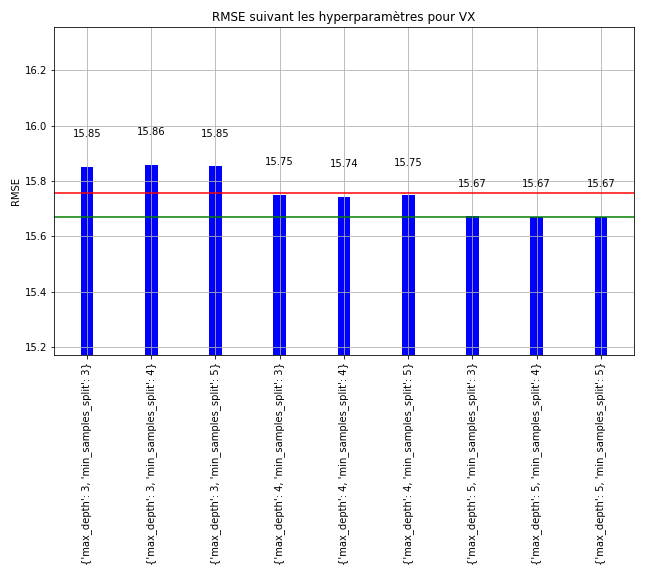 RMSE suivant les hyperparamètres pour VX
RMSE
16.2
16.0
15.8
15.6
15.4
15.2
15.85
15.86
15.85
15.75
15.74
15.75
15.67
15.67
15.67
{'max_depth': 3, 'min_samples_split': 3}
{'max_depth': 3, 'min_samples_split': 4}
{'max_depth': 3, 'min_samples_split': 5}
{'max_depth': 4, 'min_samples_split': 3}
{'max_depth': 4, 'min_samples_split': 4}
{'max_depth': 4, 'min_samples_split': 5}
{'max_depth': 5, 'min_samples_split': 3}
{'max_depth': 5, 'min_samples_split': 4}
{'max_depth': 5, 'min_samples_split': 5}